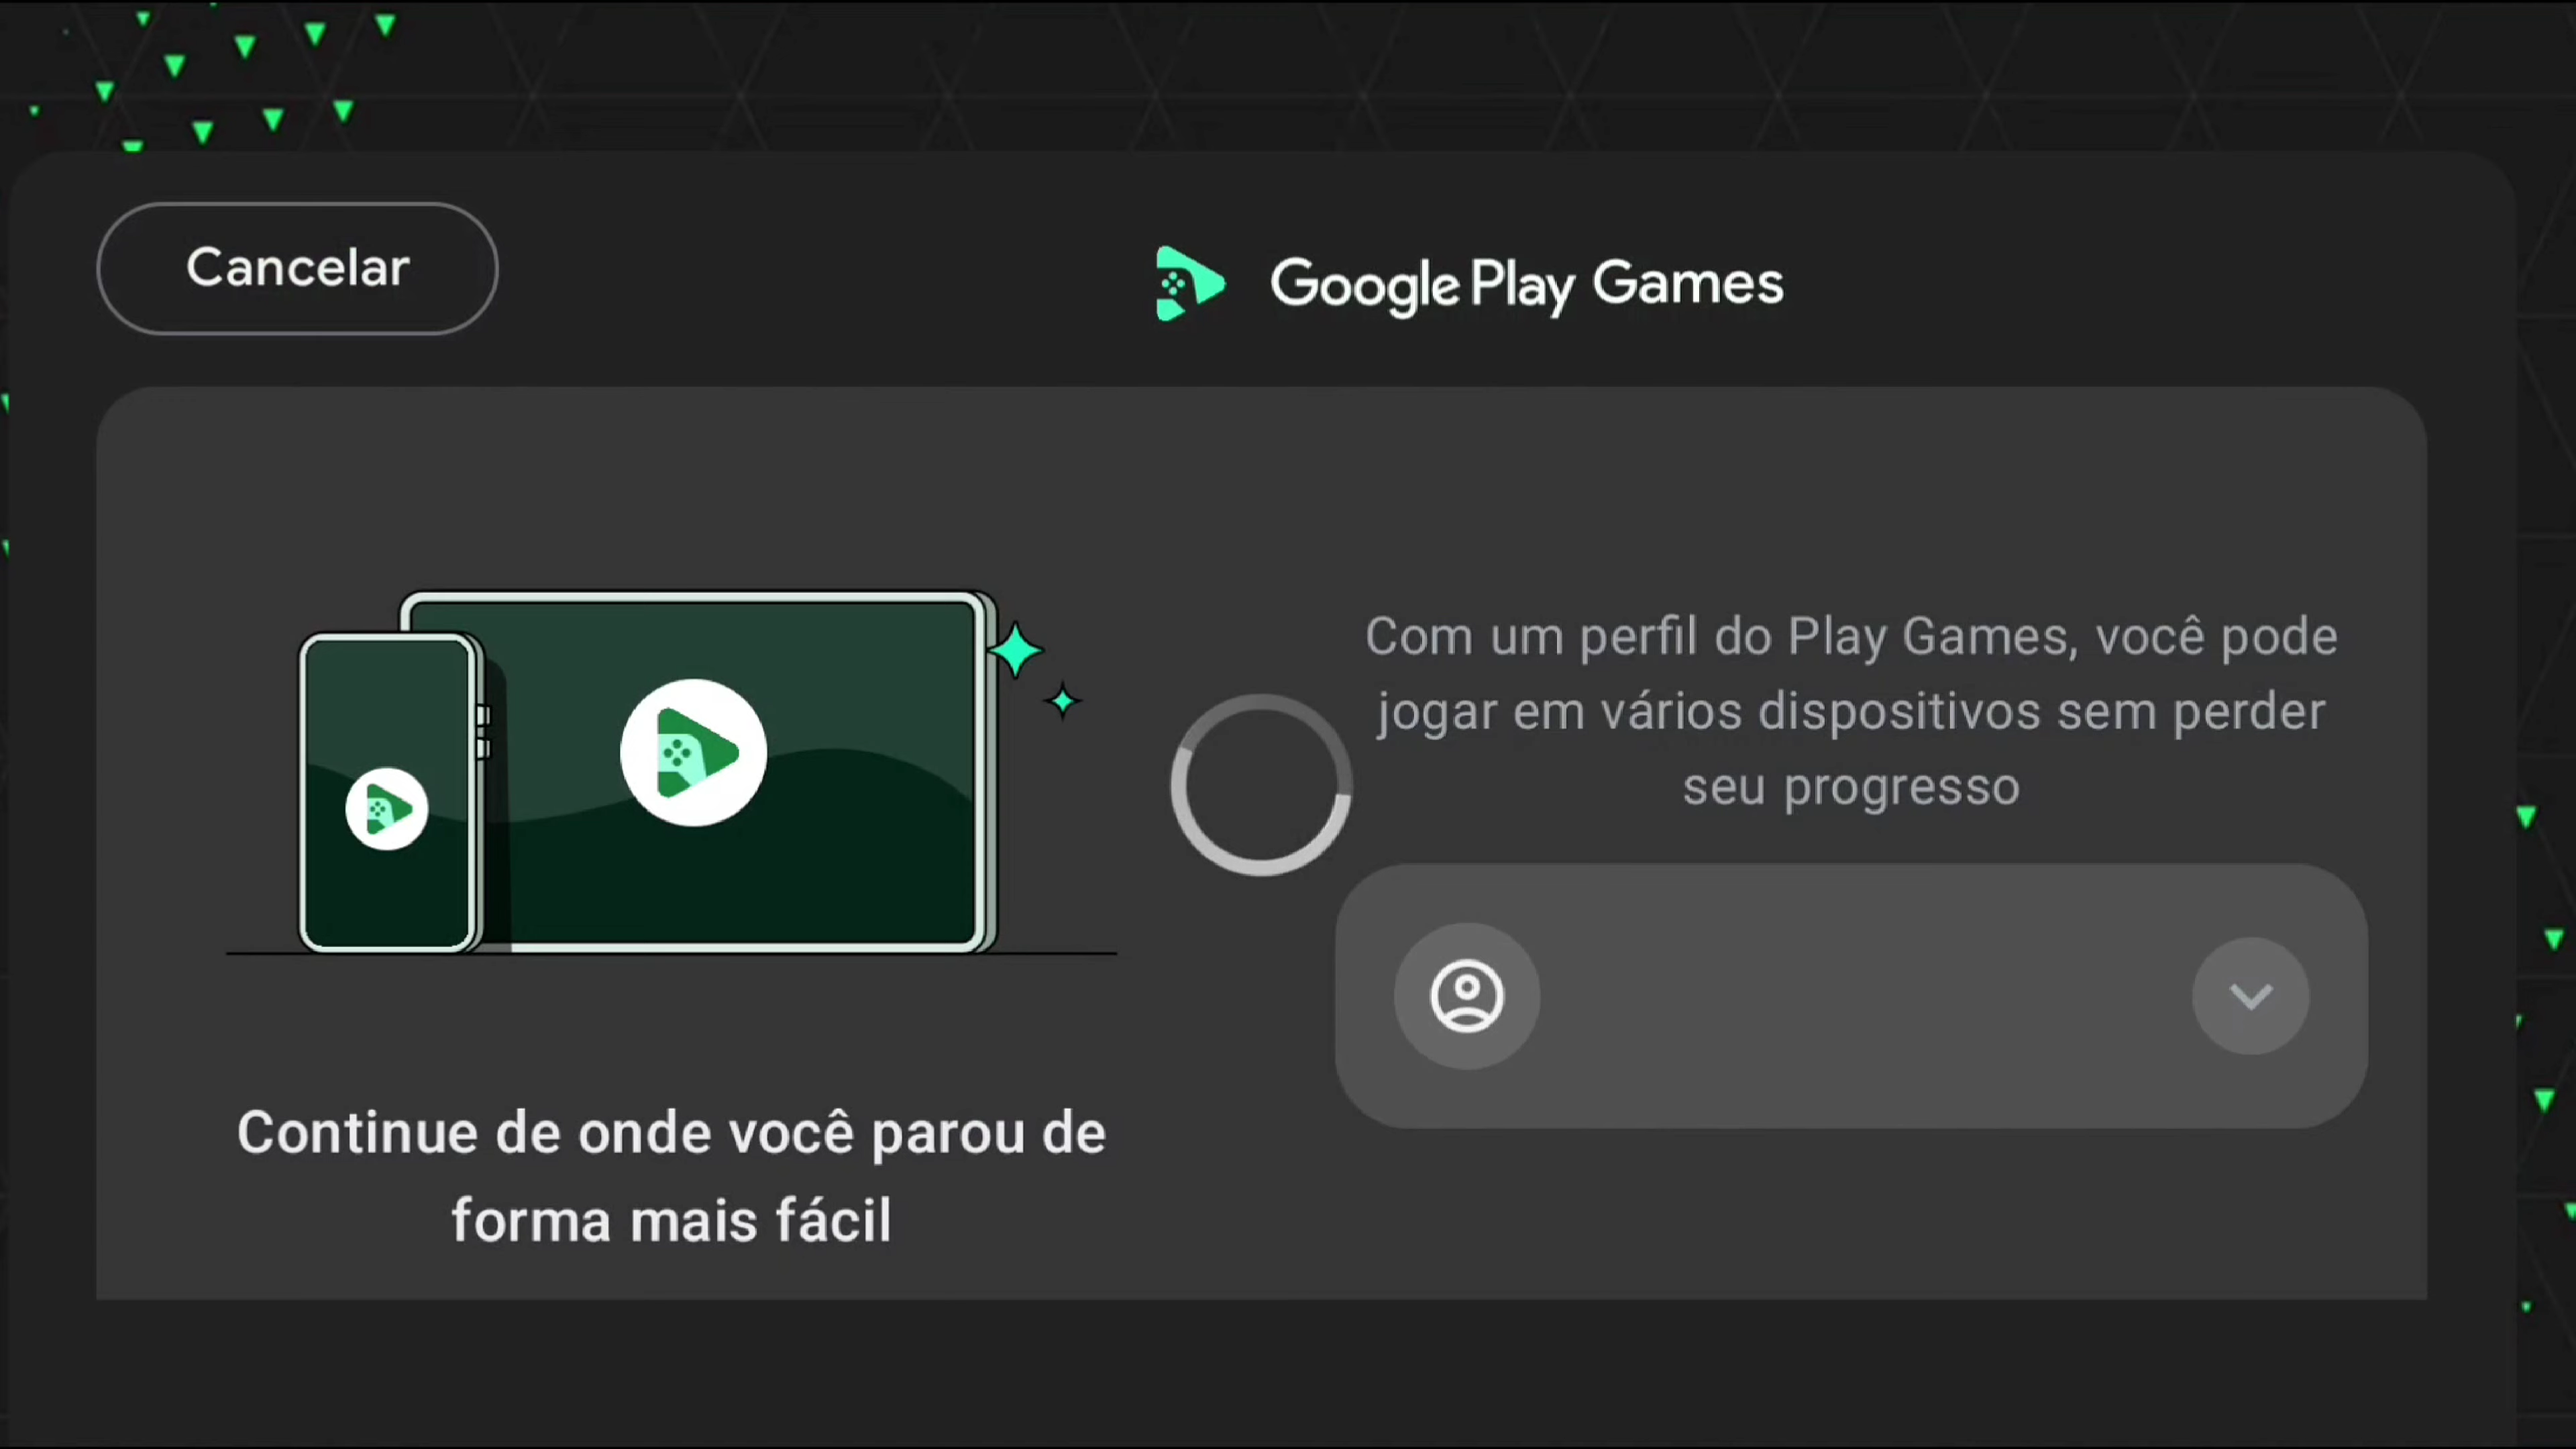 Cancelar
Google Play Games
Com um perfil do Play Games, você pode
jogar em vários dispositivos sem perder
seu progresso
Continue de onde você parou de
forma mais fácil